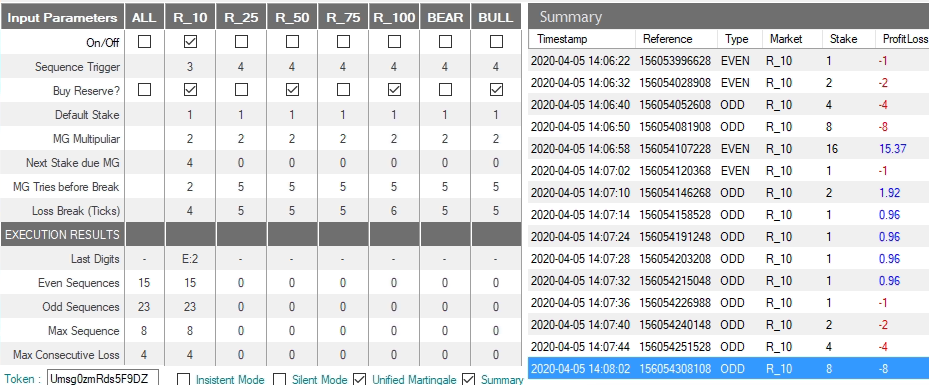 Input Parameters ALL R_10 R_25 R_50 R_75 R_100 BEAR BULL
On/Off
Sequence Trigger 3 4 4 4 4 4 4
Buy Reserve?
Default Stake 1 1 1 1 1 1 1
MG Multipuliar 2 2 2 2 2 2 2
Next Stake due MG 4 0 0 0 0 0 0
MG Tries before Break 2 5 5 5 5 5 5
Loss Break (Ticks) 4 5 5 5 6 5 5
EXECUTION RESULTS
Last Digits - E:2 - - - - - -
Even Sequences 15 15 0 0 0 0 0 0
Odd Sequences 23 23 0 0 0 0 0 0
Max Sequence 8 8 0 0 0 0 0 0
Max Consecutive Loss 4 4 0 0 0 0 0 0
Token : Umsg0zmRds5F9DZ Insistent Mode Silent Mode Unified Martingale Summary
Summary
Timestamp Reference Type Market Stake ProfitLoss
2020-04-05 14:06:22 156053996628 EVEN R_10 1 -1
2020-04-05 14:06:32 156054028908 EVEN R_10 2 -2
2020-04-05 14:06:40 156054052608 ODD R_10 4 -4
2020-04-05 14:06:50 156054081908 ODD R_10 8 -8
2020-04-05 14:06:58 156054107228 EVEN R_10 16 15.37
2020-04-05 14:07:02 156054120368 EVEN R_10 1 -1
2020-04-05 14:07:10 156054146268 ODD R_10 2 1.92
2020-04-05 14:07:14 156054158528 ODD R_10 1 0.96
2020-04-05 14:07:24 156054191248 ODD R_10 1 0.96
2020-04-05 14:07:28 156054203208 ODD R_10 1 0.96
2020-04-05 14:07:32 156054215048 ODD R_10 1 0.96
2020-04-05 14:07:36 156054226988 ODD R_10 1 -1
2020-04-05 14:07:40 156054240148 ODD R_10 2 -2
2020-04-05 14:07:44 156054251528 ODD R_10 4 -4
2020-04-05 14:08:02 156054308108 ODD R_10 8 -8